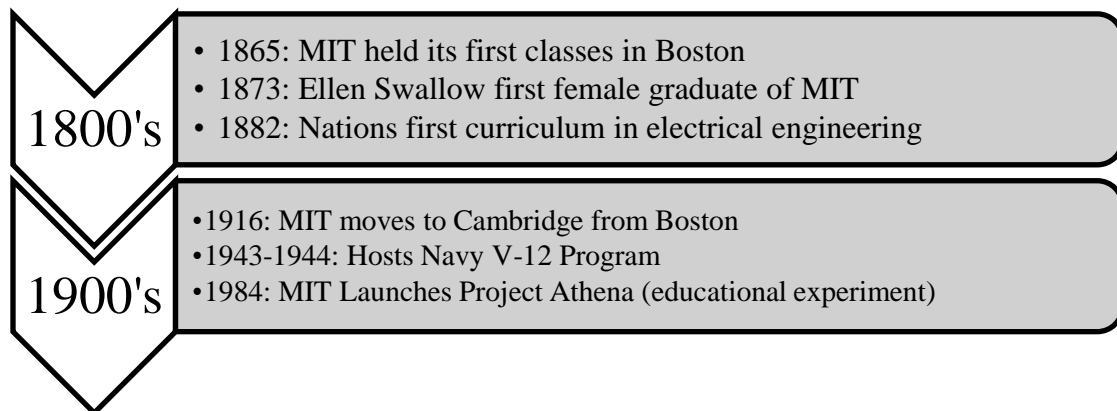 1800's
• 1865: MIT held its first classes in Boston
• 1873: Ellen Swallow first female graduate of MIT
• 1882: Nations first curriculum in electrical engineering
1900's
•1916: MIT moves to Cambridge from Boston
•1943-1944: Hosts Navy V-12 Program
•1984: MIT Launches Project Athena (educational experiment)